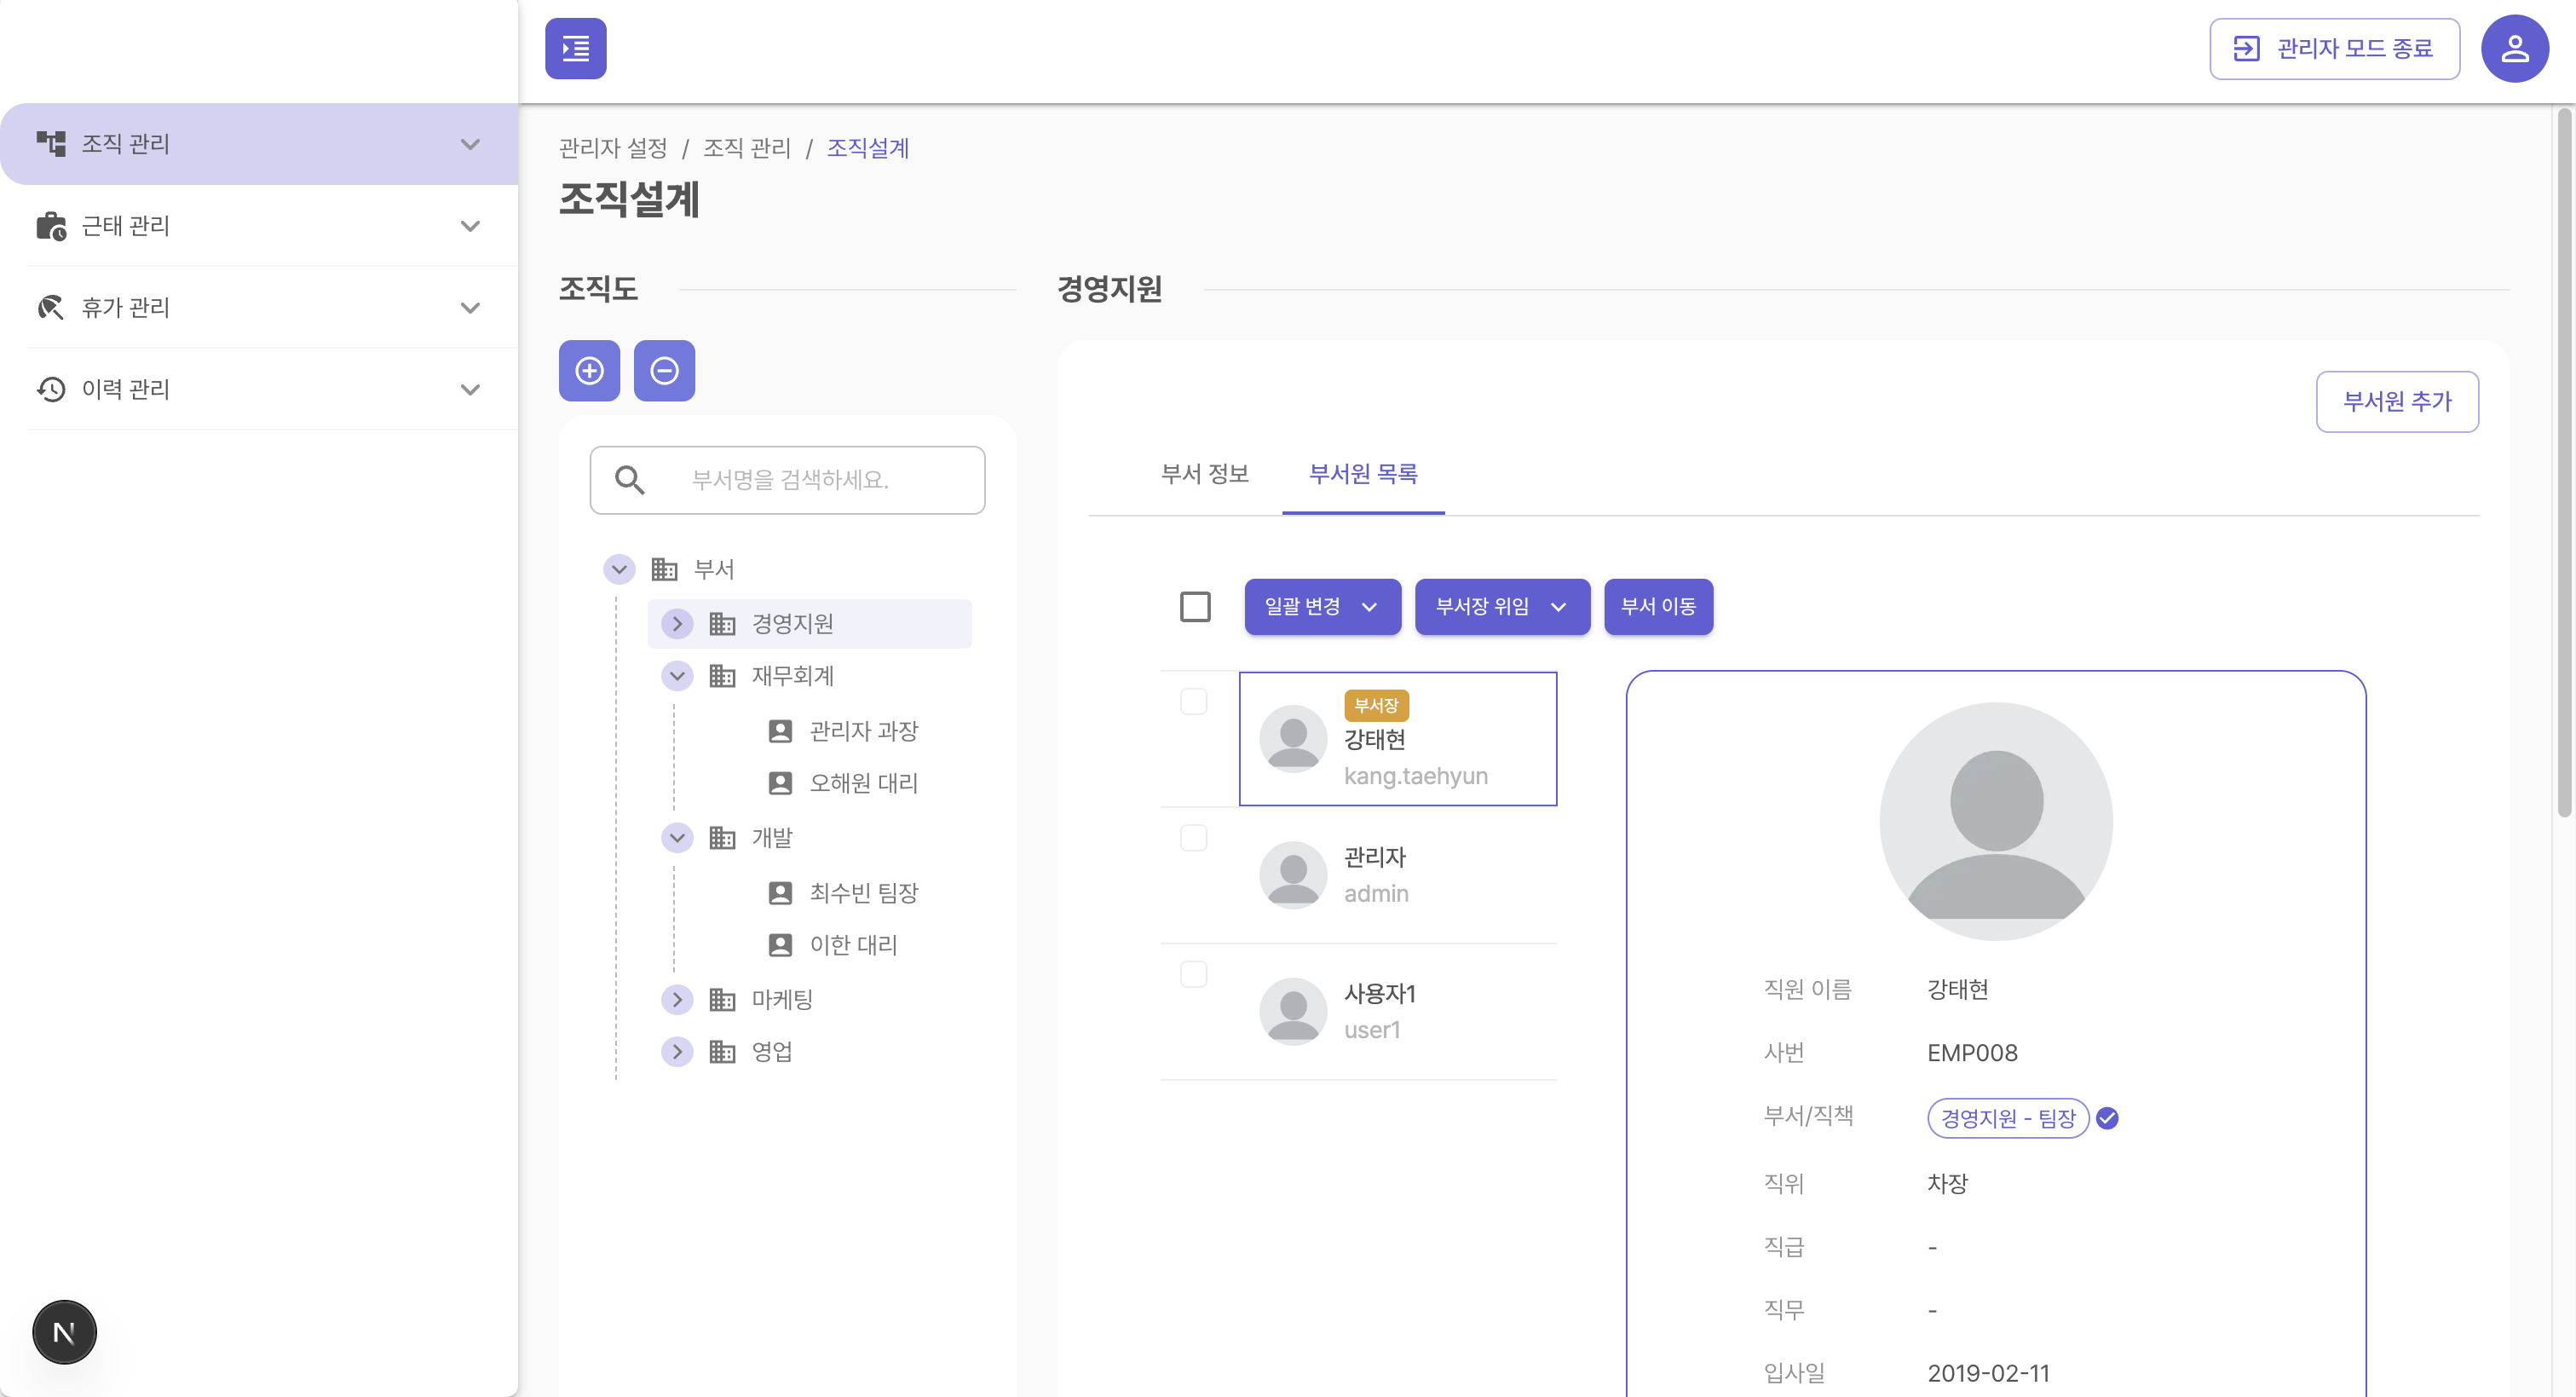 관리자 모드 종료
조직 관리
근태 관리
휴가 관리
이력 관리
N
관리자 설정 / 조직 관리 / 조직설계
조직설계
조직도
부서명을 검색하세요.
부서
경영지원
재무회계
관리자 과장
오해원 대리
개발
최수빈 팀장
이한 대리
마케팅
영업
경영지원
부서원 추가
부서 정보 부서원 목록
일괄 변경 부서장 위임 부서 이동
부서장
강태현
kang.taehyun
관리자
admin
사용자1
user1
직원 이름 강태현
사번 EMP008
부서/직책 경영지원 - 팀장
직위 차장
직급 -
직무 -
입사일 2019-02-11